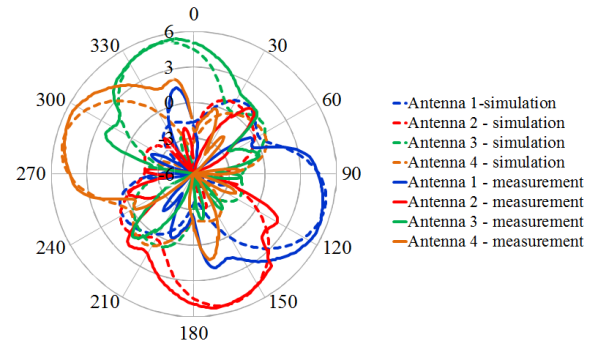 0
30
60
90
120
150
180
210
240
270
300
330
6
3
0
-3
-6
Antenna 1-simulation
Antenna 2 - simulation
Antenna 3 - simulation
Antenna 4 - simulation
Antenna 1 - measurement
Antenna 2 - measurement
Antenna 3 - measurement
Antenna 4 - measurement